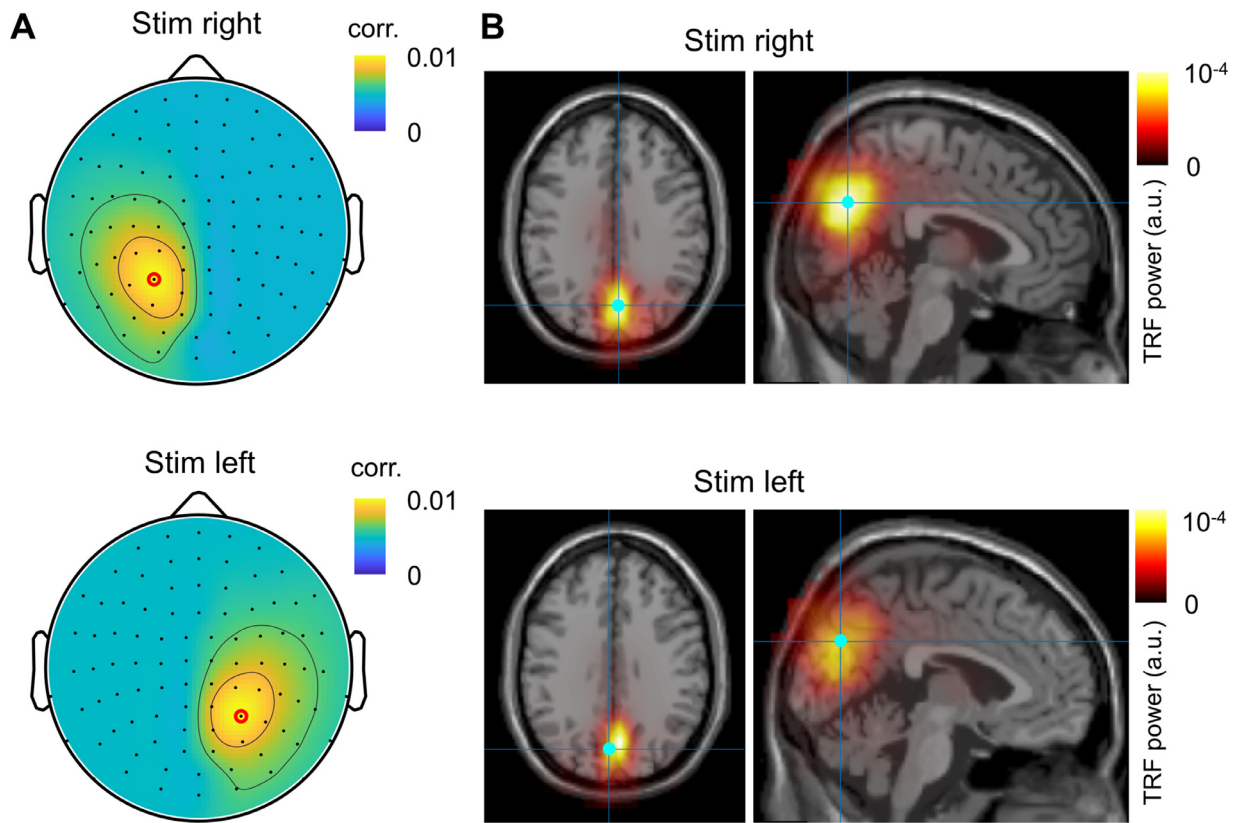 A
Stim right
corr.
0.01
0
B
Stim right
10-4
0
TRF power (a.u.)
Stim left
corr.
0.01
0
Stim left
10-4
0
TRF power (a.u.)